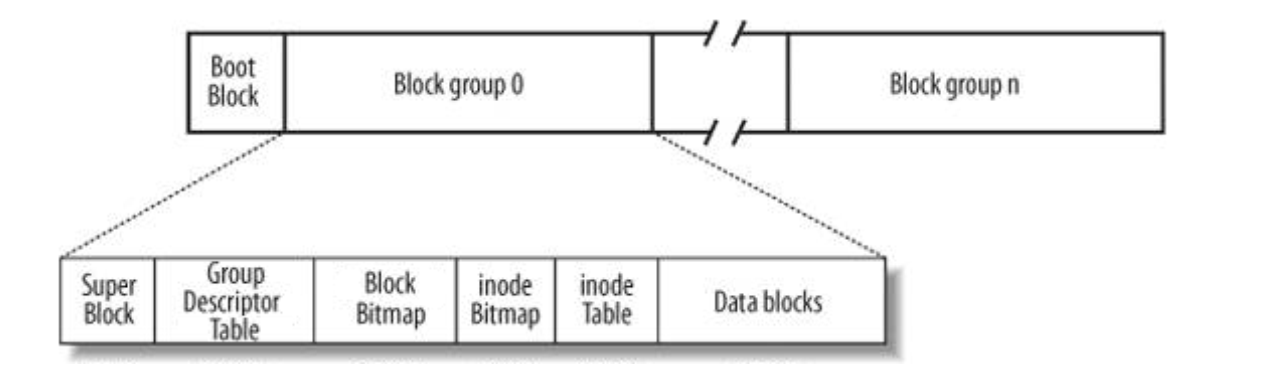 Boot
Block
Block group 0
Block group n
Super
Block
Group
Descriptor
Table
Block
Bitmap
inode
Bitmap
inode
Table
Data blocks